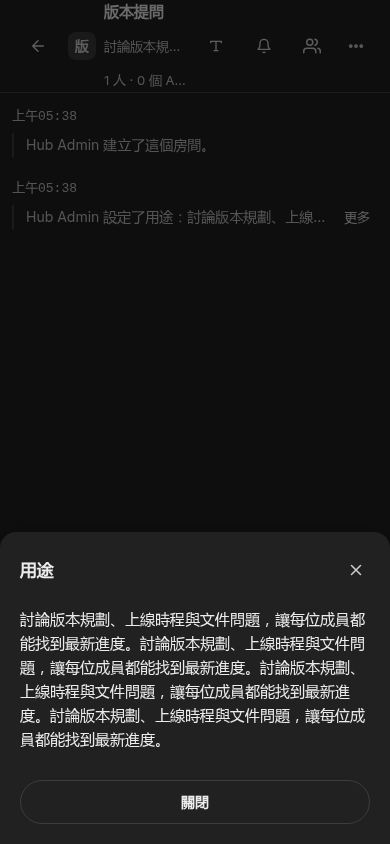 版本提問
版
討論版本規...
1 人 · 0 個 A...
上午05:38
Hub Admin 建立了這個房間。
上午05:38
Hub Admin 設定了用途：討論版本規劃、上線... 更多
用途
討論版本規劃、上線時程與文件問題，讓每位成員都
能找到最新進度。討論版本規劃、上線時程與文件問
題，讓每位成員都能找到最新進度。討論版本規劃、
上線時程與文件問題，讓每位成員都能找到最新進
度。討論版本規劃、上線時程與文件問題，讓每位成
員都能找到最新進度。
關閉